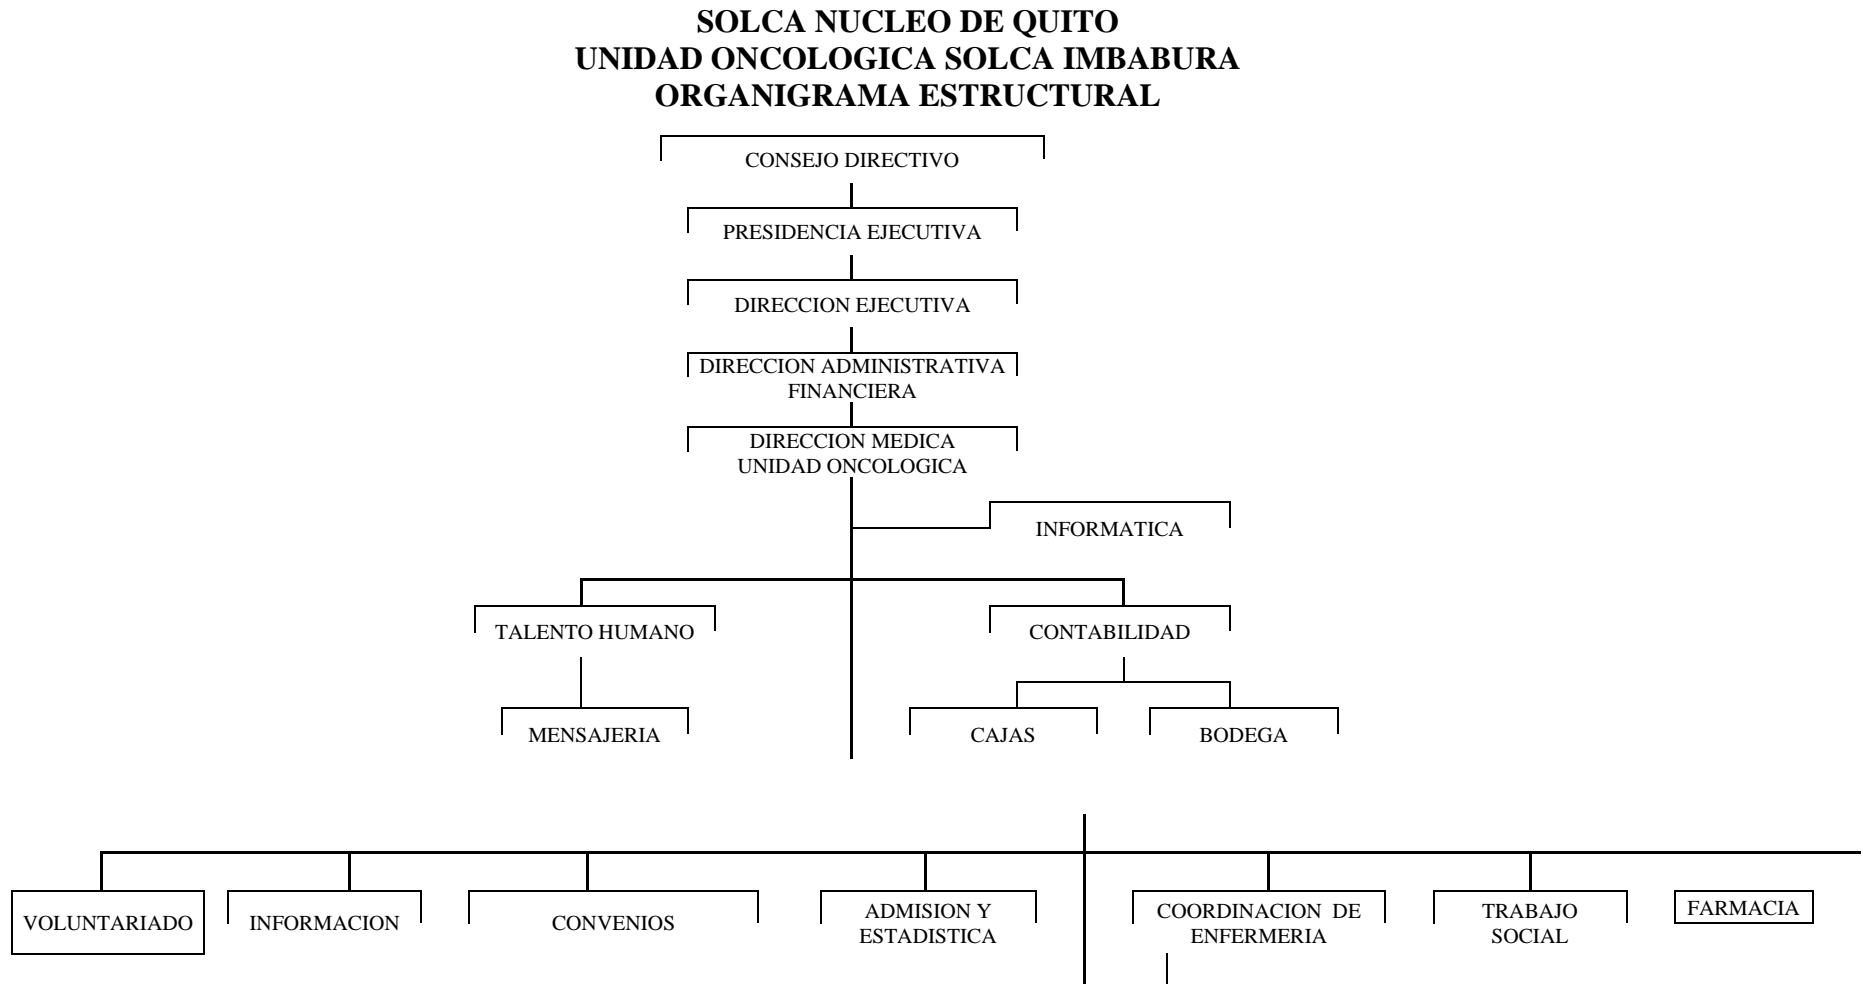 SOLCA NUCLEO DE QUITO
UNIDAD ONCOLOGICA SOLCA IMBABURA
ORGANIGRAMA ESTRUCTURAL
CONSEJO DIRECTIVO
PRESIDENCIA EJECUTIVA
DIRECCION EJECUTIVA
DIRECCION ADMINISTRATIVA
FINANCIERA
DIRECCION MEDICA
UNIDAD ONCOLOGICA
INFORMATICA
TALENTO HUMANO
CONTABILIDAD
MENSAJERIA
CAJAS
BODEGA
VOLUNTARIADO
INFORMACION
CONVENIOS
ADMISION Y
ESTADISTICA
COORDINACION DE
ENFERMERIA
TRABAJO
SOCIAL
FARMACIA